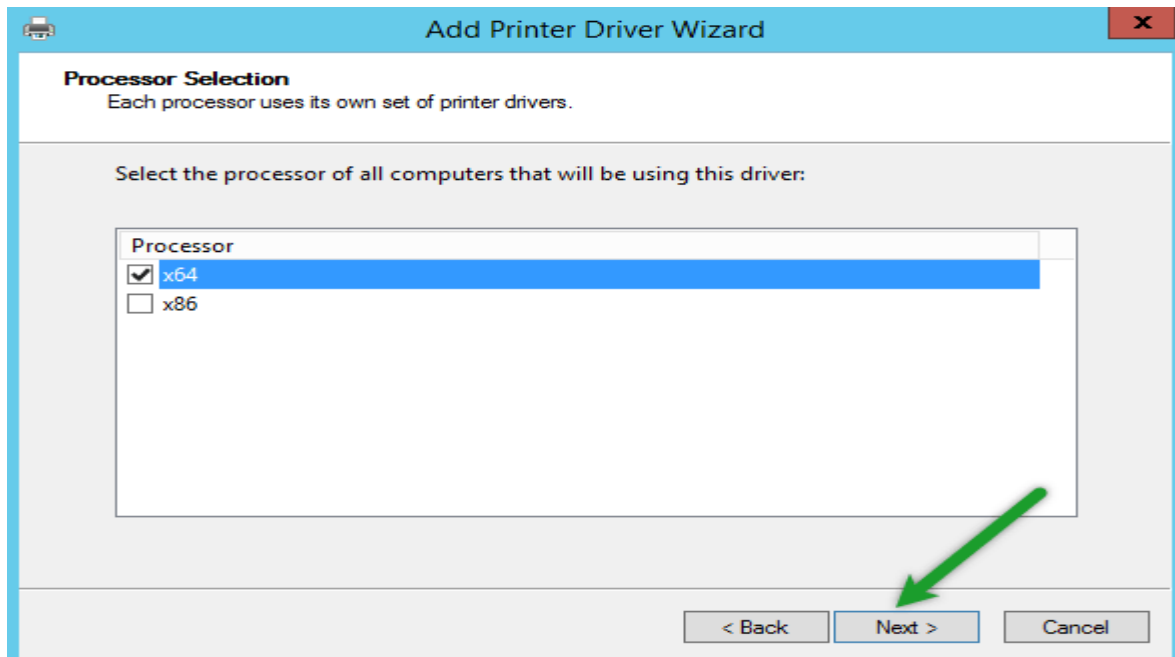 Add Printer Driver Wizard
x
Processor Selection
Each processor uses its own set of printer drivers.
Select the processor of all computers that will be using this driver:
Processor
x64
x86
< Back Next > Cancel